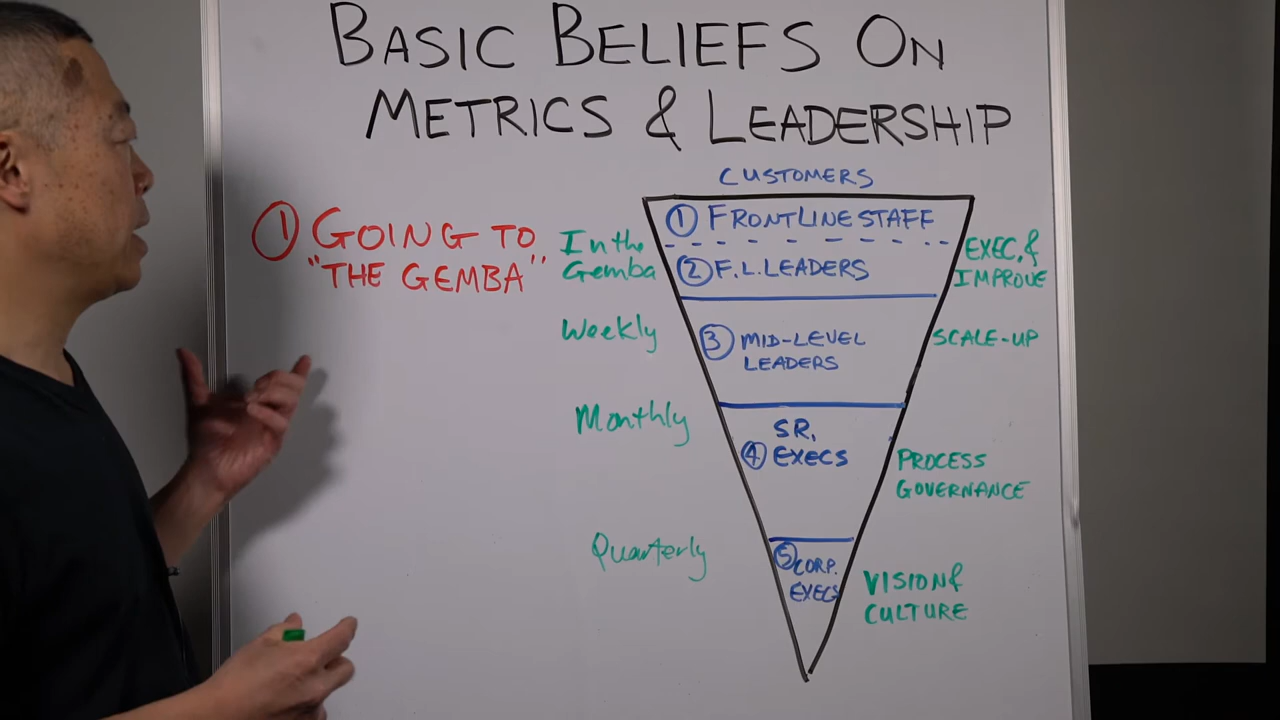 BASIC BELIEFS ON
METRICS & LEADERSHIP
① GOING TO
"THE GEMBA"
CUSTOMERS
① FRONTLINE STAFF
② F.L. LEADERS
③ MID-LEVEL
LEADERS
SR.
④ EXECS
⑤ CORP.
EXECS
In the
Gemba
Weekly
Monthly
Quarterly
EXEC. &
IMPROVE
SCALE-UP
PROCESS
GOVERNANCE
VISION &
CULTURE